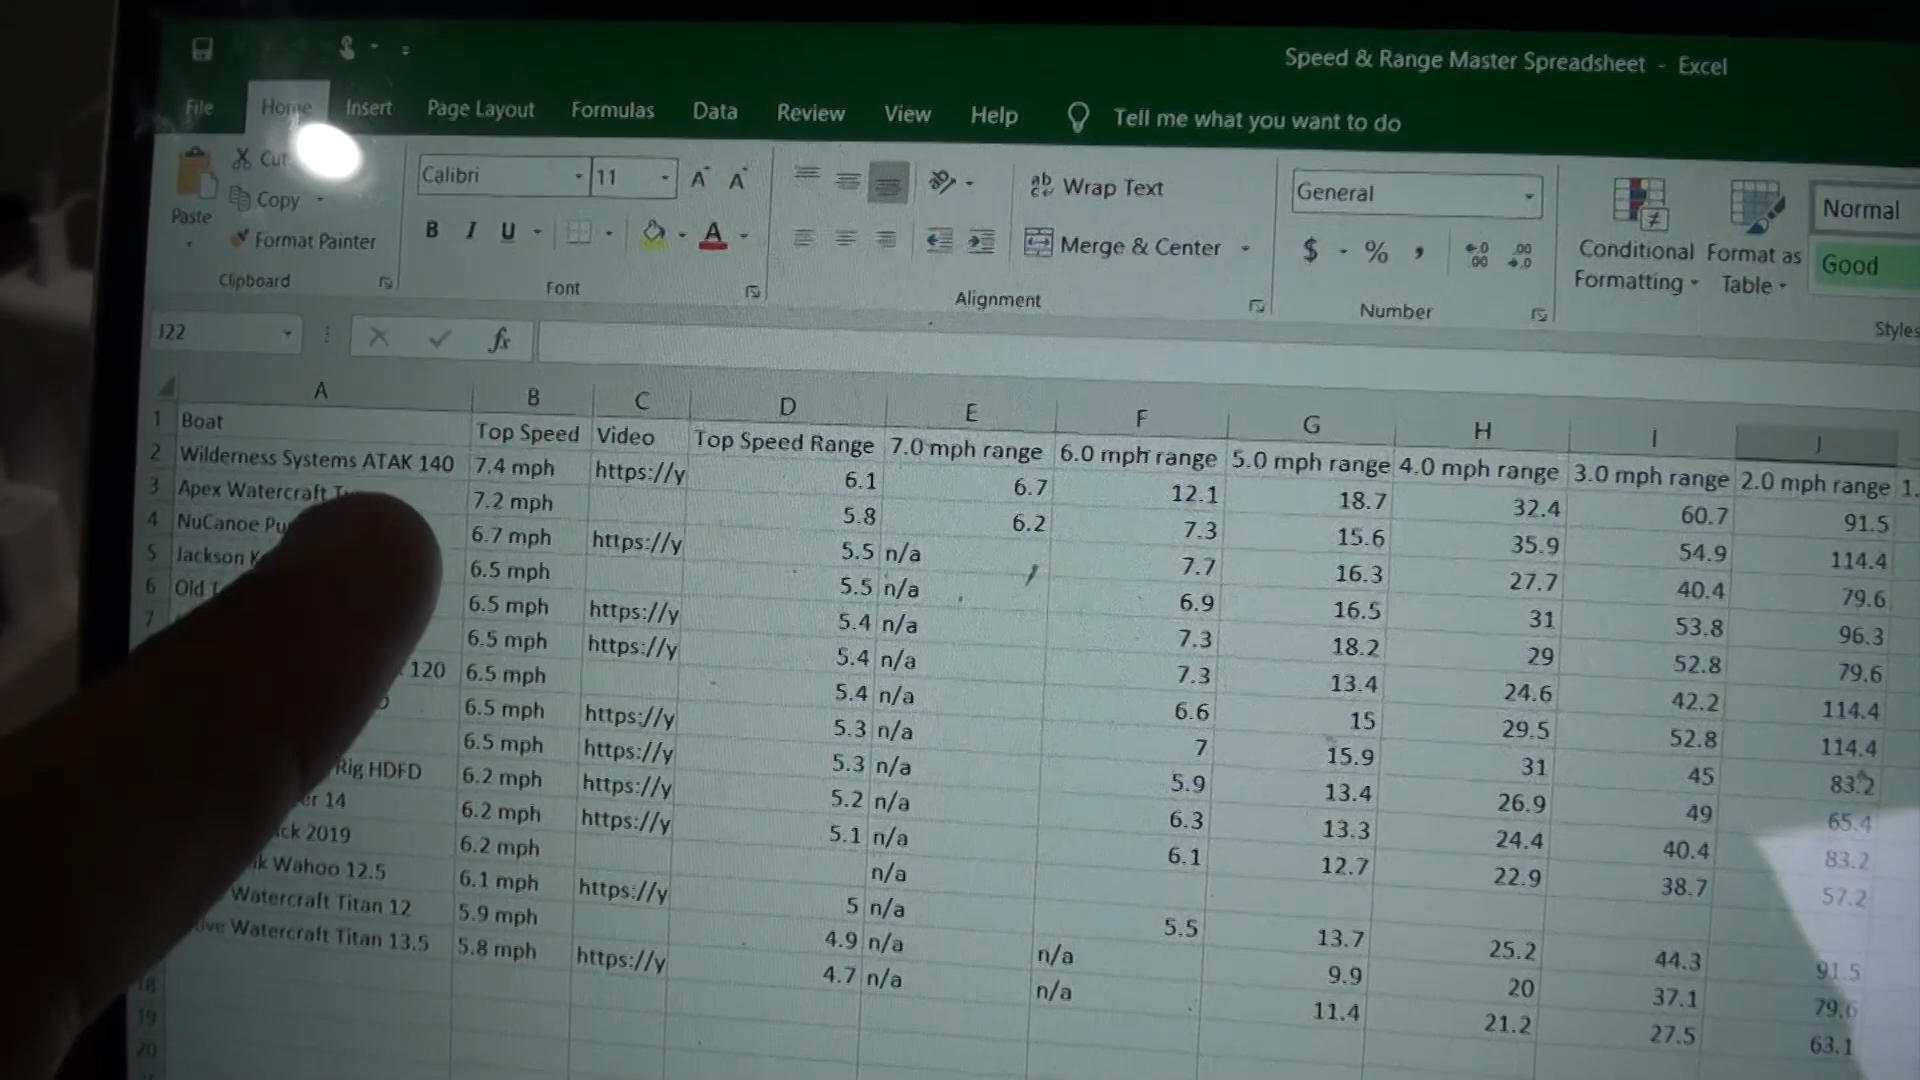 Speed & Range Master Spreadsheet - Excel
File Home Insert Page Layout Formulas Data Review View Help Tell me what you want to do
Cut
Copy
Paste
Format Painter
Clipboard
Calibri 11
B I U
Font
Wrap Text
Merge & Center
Alignment
General
$ % ,
Number
Conditional Formatting
Format as Table
Normal
Good
Styles
J22 fx
A B C D E F G H I J
1 Boat Top Speed Video Top Speed Range 7.0 mph range 6.0 mph range 5.0 mph range 4.0 mph range 3.0 mph range 2.0 mph range 1.
2 Wilderness Systems ATAK 140 7.4 mph https://y 6.1 6.7 12.1 18.7 32.4 60.7 91.5
3 Apex Watercraft 7.2 mph 5.8 6.2 7.3 15.6 35.9 54.9 114.4
4 NuCanoe 6.7 mph https://y 5.5 n/a 7.7 16.3 27.7 40.4 79.6
5 Jackson 6.5 mph 5.5 n/a 6.9 16.5 31 53.8 96.3
6 Old 6.5 mph https://y 5.4 n/a 7.3 18.2 29 52.8 79.6
7 6.5 mph https://y 5.4 n/a 7.3 13.4 24.6 42.2 114.4
120 6.5 mph 5.4 n/a 6.6 15 29.5 52.8 114.4
6.5 mph https://y 5.3 n/a 7 15.9 31 45 83.2
6.5 mph https://y 5.3 n/a 5.9 13.4 26.9 49 65.4
Rig HDFD 6.2 mph https://y 5.2 n/a 6.3 13.3 24.4 40.4 83.2
14 6.2 mph https://y 5.1 n/a 6.1 12.7 22.9 38.7 57.2
2019 6.2 mph n/a
Wahoo 12.5 6.1 mph https://y 5 n/a 5.5 13.7 25.2 44.3 91.5
Watercraft Titan 12 5.9 mph 4.9 n/a n/a 9.9 20 37.1 79.6
Watercraft Titan 13.5 5.8 mph https://y 4.7 n/a n/a 11.4 21.2 27.5 63.1
18
19
20